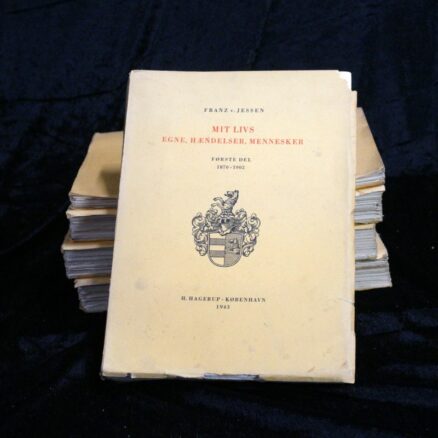 FRANZ v. JESSEN
MIT LIVS
EGNE, HÆNDELSER, MENNESKER
FØRSTE DEL
1870-1902
H. HAGERUP · KØBENHAVN
1943